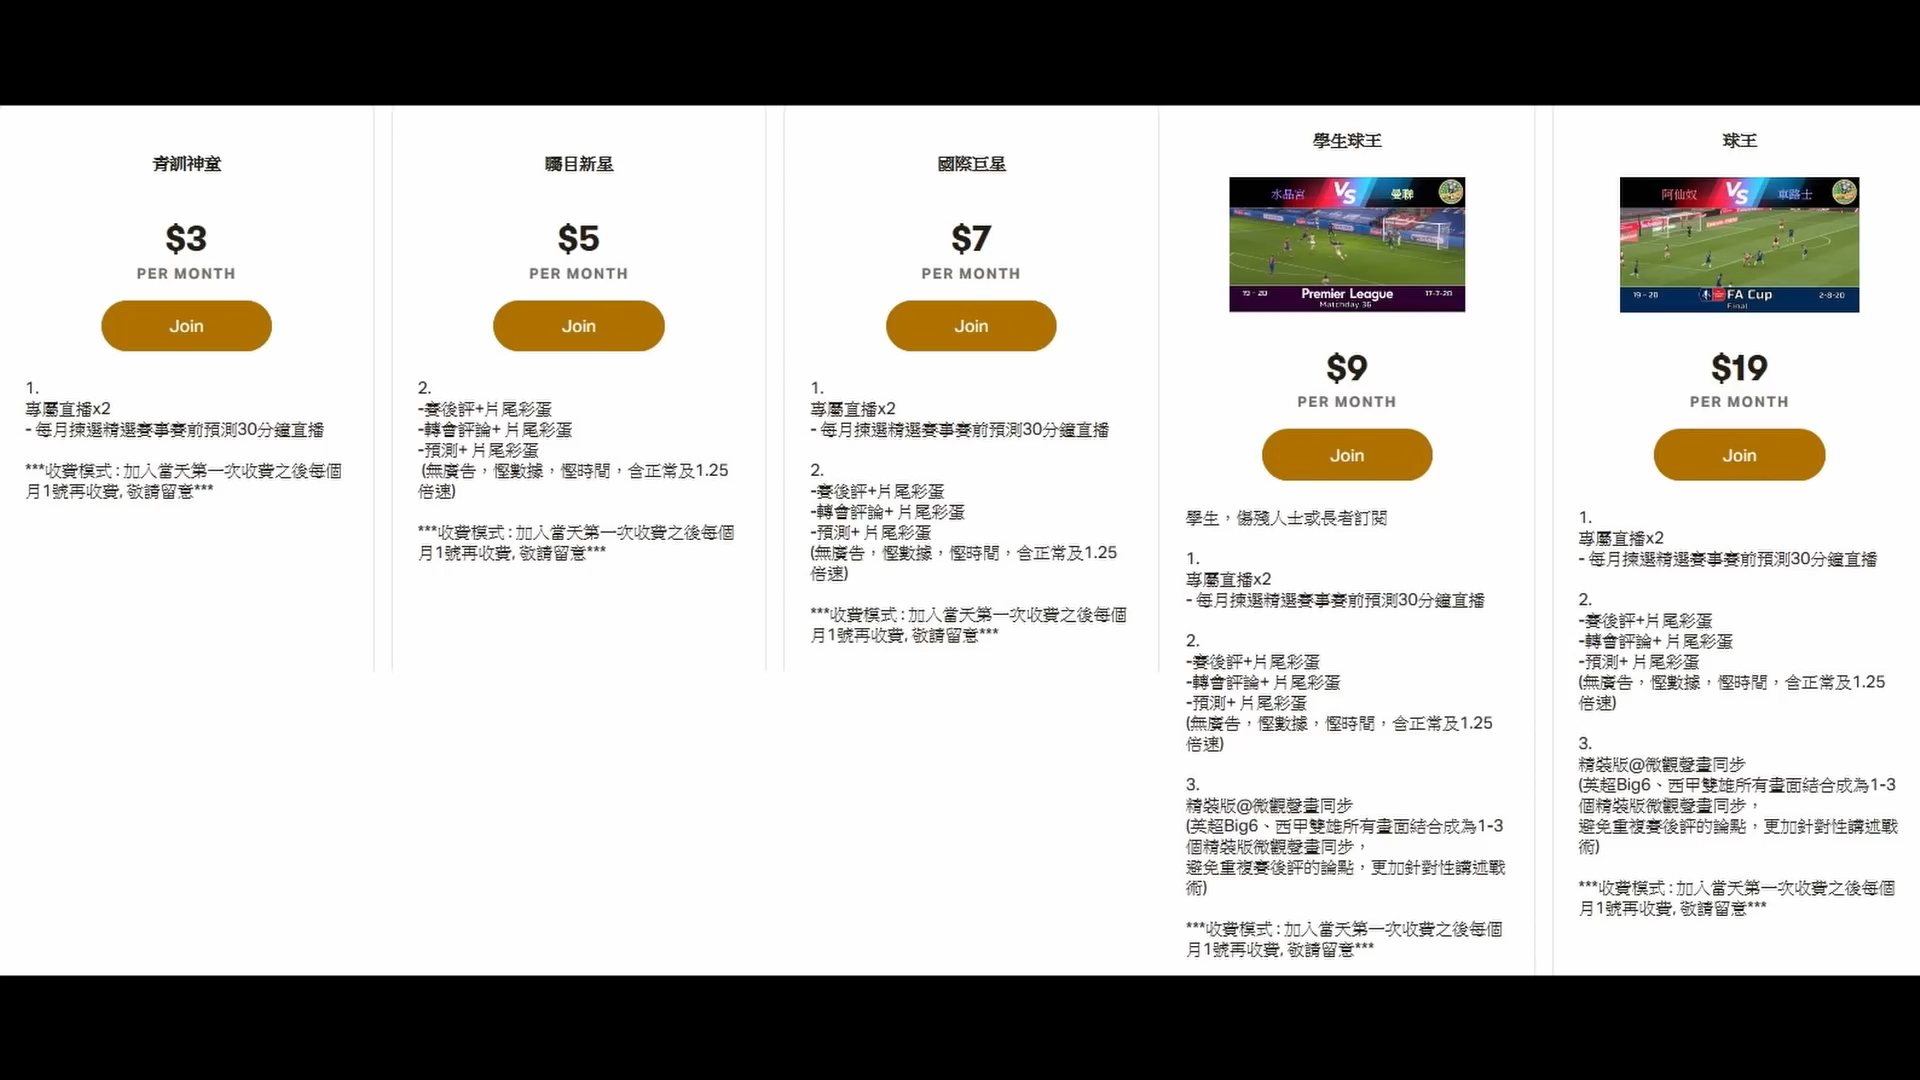 青訓神童
$3
PER MONTH
Join
1.
專屬直播x2
- 每月揀選精選賽事賽前預測30分鐘直播
***收費模式 : 加入當天第一次收費之後每個
月1號再收費, 敬請留意***
矚目新星
$5
PER MONTH
Join
2.
-賽後評+片尾彩蛋
-轉會評論+ 片尾彩蛋
-預測+ 片尾彩蛋
(無廣告，慳數據，慳時間，含正常及1.25
倍速)
***收費模式 : 加入當天第一次收費之後每個
月1號再收費, 敬請留意***
國際巨星
$7
PER MONTH
Join
1.
專屬直播x2
- 每月揀選精選賽事賽前預測30分鐘直播
2.
-賽後評+片尾彩蛋
-轉會評論+ 片尾彩蛋
-預測+ 片尾彩蛋
(無廣告，慳數據，慳時間，含正常及1.25
倍速)
***收費模式 : 加入當天第一次收費之後每個
月1號再收費, 敬請留意***
學生球王
水晶宮 VS 曼聯
19 - 20 Premier League 17-7-20
Matchday 36
$9
PER MONTH
Join
學生，傷殘人士或長者訂閱
1.
專屬直播x2
- 每月揀選精選賽事賽前預測30分鐘直播
2.
-賽後評+片尾彩蛋
-轉會評論+ 片尾彩蛋
-預測+ 片尾彩蛋
(無廣告，慳數據，慳時間，含正常及1.25
倍速)
3.
精裝版@微觀聲畫同步
(英超Big6、西甲雙雄所有畫面結合成為1-3
個精裝版微觀聲畫同步，
避免重複賽後評的論點，更加針對性講述戰
術)
***收費模式 : 加入當天第一次收費之後每個
月1號再收費, 敬請留意***
球王
阿仙奴 VS 車路士
19 - 20 FA Cup 2-8-20
Final
$19
PER MONTH
Join
1.
專屬直播x2
- 每月揀選精選賽事賽前預測30分鐘直播
2.
-賽後評+片尾彩蛋
-轉會評論+ 片尾彩蛋
-預測+ 片尾彩蛋
(無廣告，慳數據，慳時間，含正常及1.25
倍速)
3.
精裝版@微觀聲畫同步
(英超Big6、西甲雙雄所有畫面結合成為1-3
個精裝版微觀聲畫同步，
避免重複賽後評的論點，更加針對性講述戰
術)
***收費模式 : 加入當天第一次收費之後每個
月1號再收費, 敬請留意***